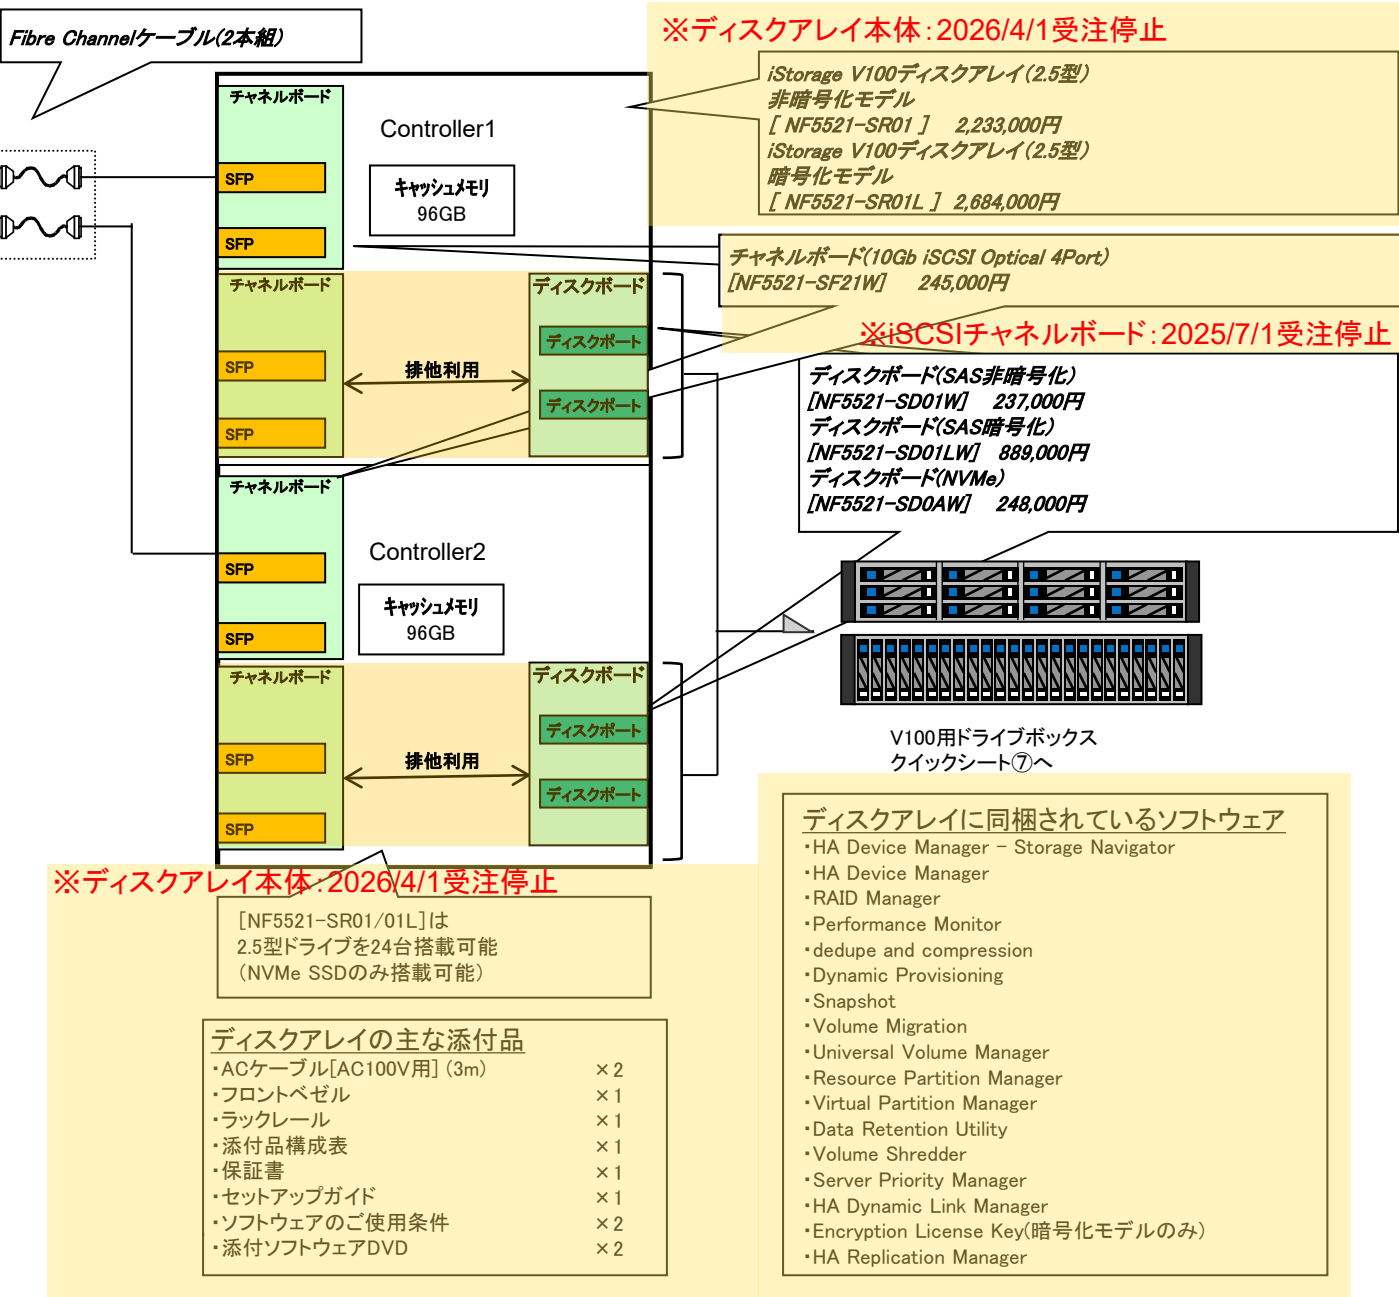 Fibre Channelケーブル(2本組)
※ディスクアレイ本体：2026/4/1受注停止
iStorage V100ディスクアレイ(2.5型)
非暗号化モデル
[ NF5521-SR01 ]　2,233,000円
iStorage V100ディスクアレイ(2.5型)
暗号化モデル
[ NF5521-SR01L ] 2,684,000円
チャネルボード
Controller1
SFP
キャッシュメモリ
96GB
SFP
チャネルボード(10Gb iSCSI Optical 4Port)
[NF5521-SF21W]　245,000円
※iSCSIチャネルボード：2025/7/1受注停止
チャネルボード
ディスクボード
ディスクポート
SFP
排他利用
ディスクポート
SFP
ディスクボード(SAS非暗号化)
[NF5521-SD01W]　237,000円
ディスクボード(SAS暗号化)
[NF5521-SD01LW]　889,000円
ディスクボード(NVMe)
[NF5521-SD0AW]　248,000円
チャネルボード
Controller2
SFP
キャッシュメモリ
96GB
SFP
チャネルボード
ディスクボード
ディスクポート
SFP
排他利用
ディスクポート
SFP
V100用ドライブボックス
クイックシート⑦へ
※ディスクアレイ本体：2026/4/1受注停止
[NF5521-SR01/01L]は
2.5型ドライブを24台搭載可能
(NVMe SSDのみ搭載可能)
ディスクアレイの主な添付品
・ACケーブル[AC100V用] (3m)　×2
・フロントベゼル　×1
・ラックレール　×1
・添付品構成表　×1
・保証書　×1
・セットアップガイド　×1
・ソフトウェアのご使用条件　×2
・添付ソフトウェアDVD　×2
ディスクアレイに同梱されているソフトウェア
・HA Device Manager - Storage Navigator
・HA Device Manager
・RAID Manager
・Performance Monitor
・dedupe and compression
・Dynamic Provisioning
・Snapshot
・Volume Migration
・Universal Volume Manager
・Resource Partition Manager
・Virtual Partition Manager
・Data Retention Utility
・Volume Shredder
・Server Priority Manager
・HA Dynamic Link Manager
・Encryption License Key(暗号化モデルのみ)
・HA Replication Manager